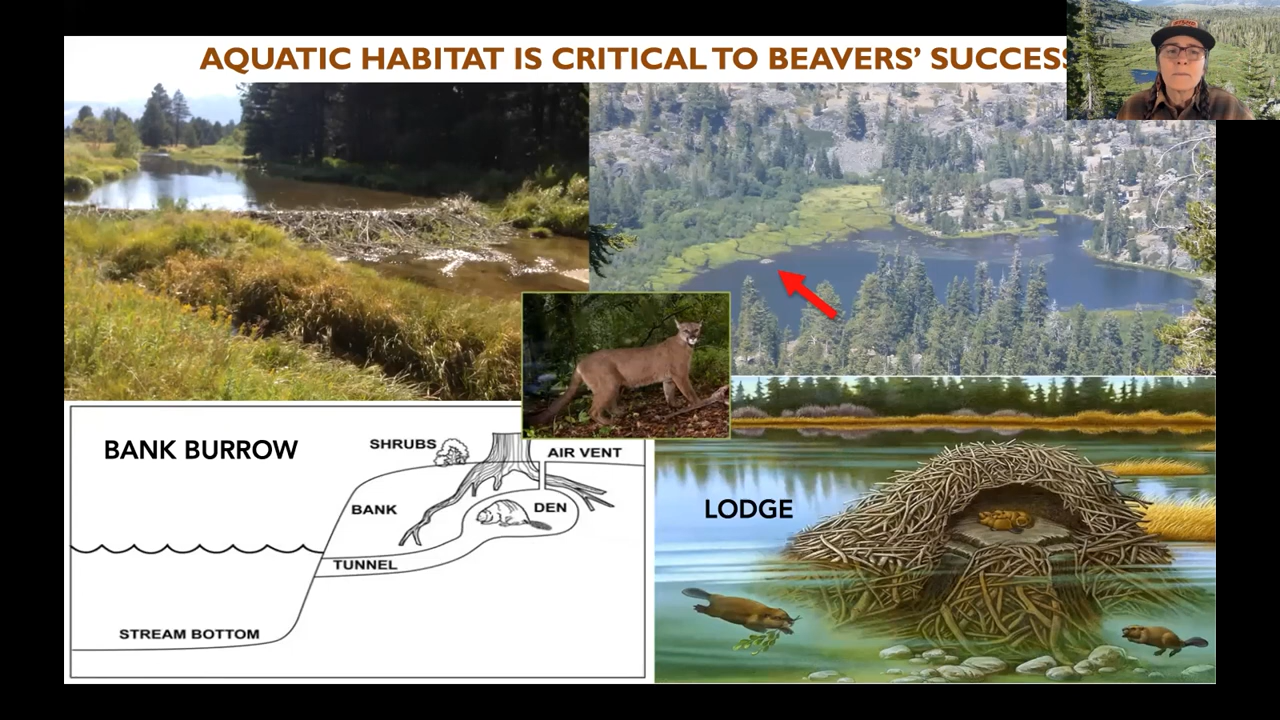 AQUATIC HABITAT IS CRITICAL TO BEAVERS' SUCCESS
BANK BURROW
SHRUBS
AIR VENT
BANK
DEN
TUNNEL
STREAM BOTTOM
LODGE